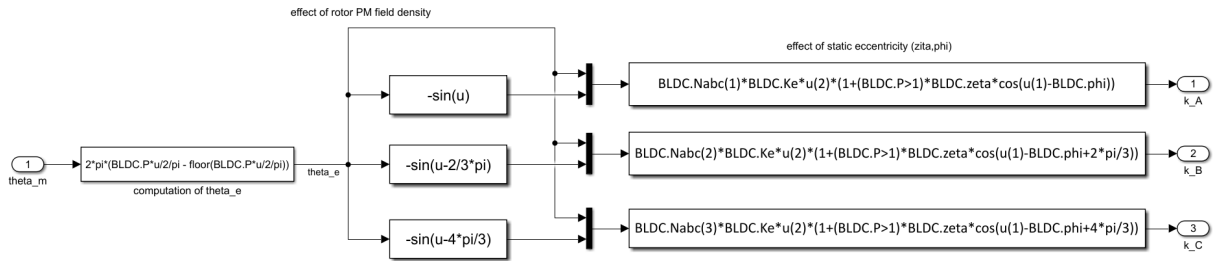 effect of rotor PM field density
effect of static eccentricity (zita,phi)
-sin(u)
BLDC.Nabc(1)*BLDC.Ke*u(2)*(1+(BLDC.P>1)*BLDC.zeta*cos(u(1)-BLDC.phi))
1
k_A
1
theta_m
2*pi*(BLDC.P*u/2/pi - floor(BLDC.P*u/2/pi))
computation of theta_e
theta_e
-sin(u-2/3*pi)
BLDC.Nabc(2)*BLDC.Ke*u(2)*(1+(BLDC.P>1)*BLDC.zeta*cos(u(1)-BLDC.phi+2*pi/3))
2
k_B
-sin(u-4*pi/3)
BLDC.Nabc(3)*BLDC.Ke*u(2)*(1+(BLDC.P>1)*BLDC.zeta*cos(u(1)-BLDC.phi+4*pi/3))
3
k_C